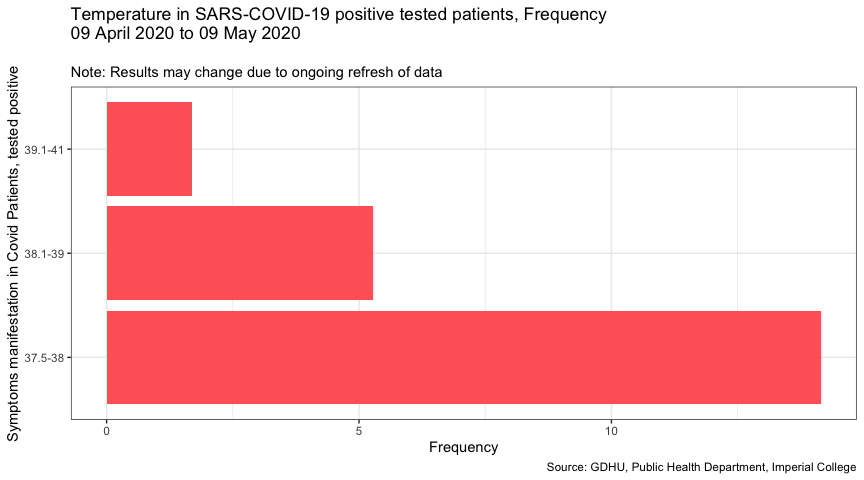 Temperature in SARS-COVID-19 positive tested patients, Frequency
09 April 2020 to 09 May 2020
Note: Results may change due to ongoing refresh of data
Symptoms manifestation in Covid Patients, tested positive
39.1-41
38.1-39
37.5-38
0 5 10
Frequency
Source: GDHU, Public Health Department, Imperial College